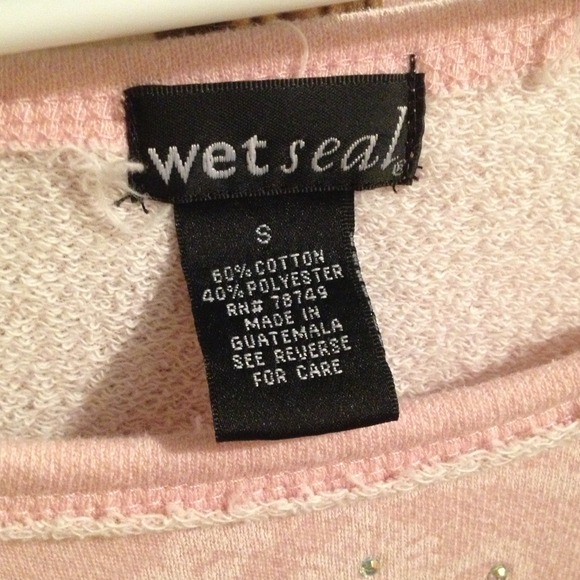 wet seal®
S
60% COTTON
40% POLYESTER
RN# 78749
MADE IN
GUATEMALA
SEE REVERSE
FOR CARE